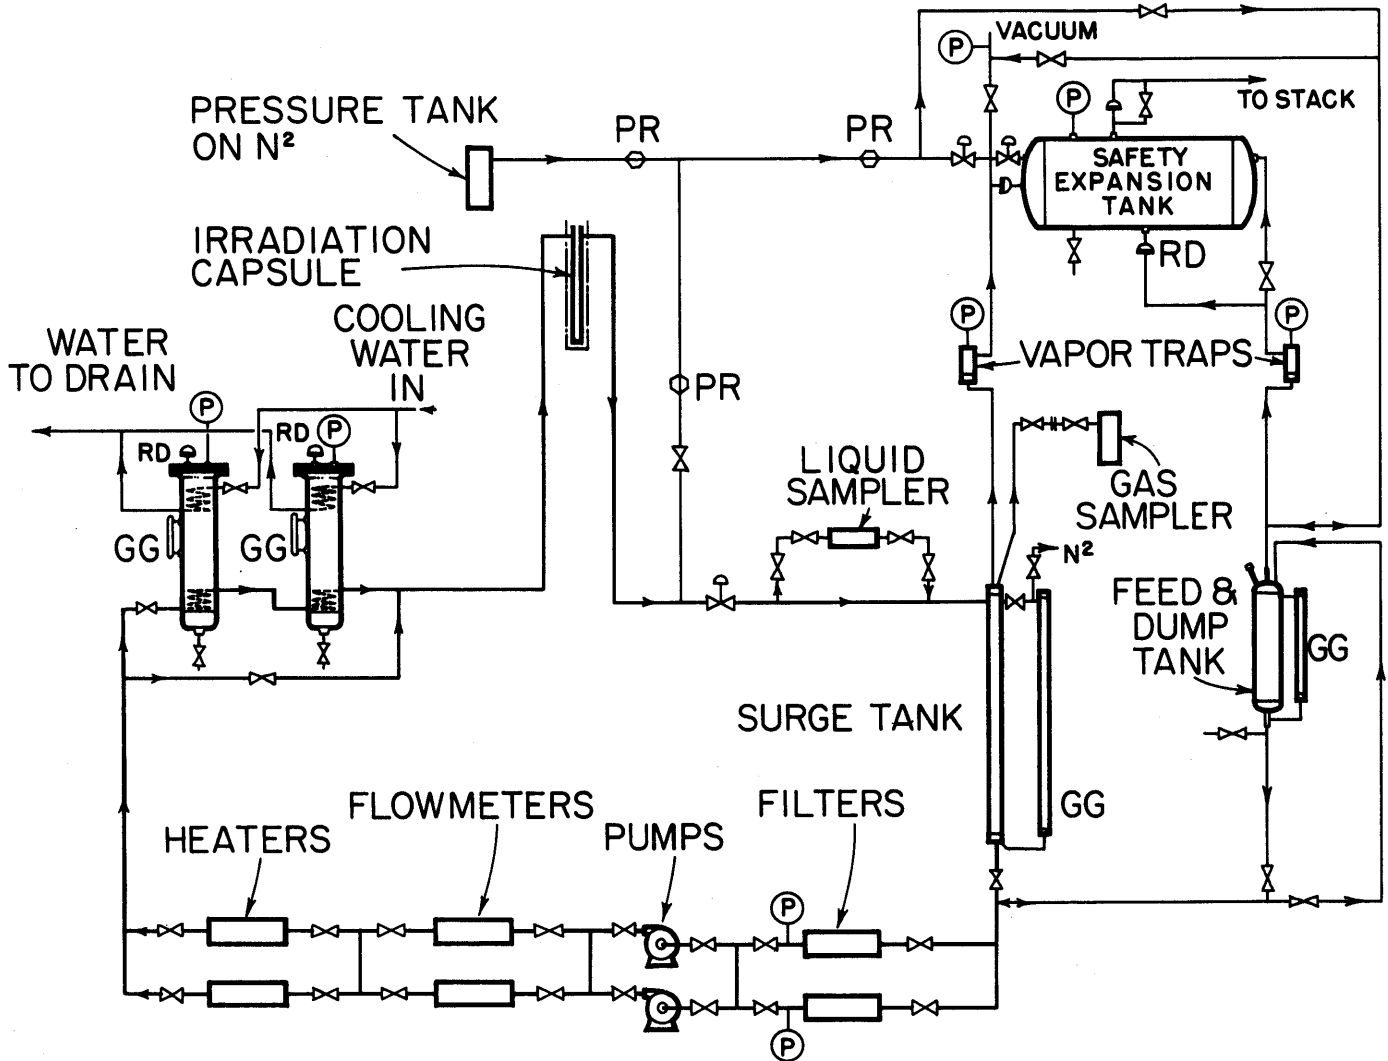 VACUUM
P
P
TO STACK
PRESSURE TANK
ON N²
PR
PR
SAFETY
EXPANSION
TANK
IRRADIATION
CAPSULE
RD
COOLING
WATER
IN
WATER
TO DRAIN
P
P
VAPOR TRAPS
PR
P
P
RD
RD
LIQUID
SAMPLER
GAS
SAMPLER
GG
GG
N²
FEED &
DUMP
TANK
GG
SURGE TANK
GG
HEATERS
FLOWMETERS
PUMPS
FILTERS
P
P